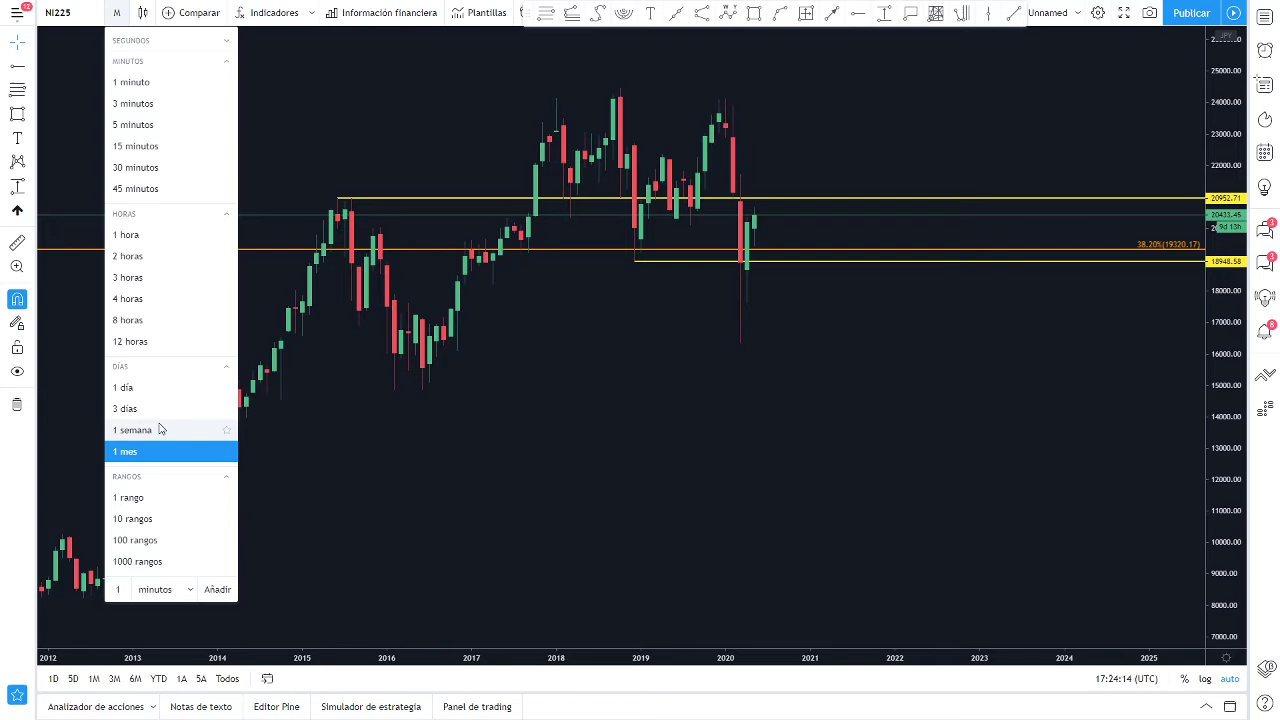 12
NI225 M Comparar Indicadores Información financiera Plantillas Unnamed Publicar
SEGUNDOS
MINUTOS
1 minuto
3 minutos
5 minutos
15 minutos
30 minutos
45 minutos
HORAS
1 hora
2 horas
3 horas
4 horas
8 horas
12 horas
DÍAS
1 día
3 días
1 semana
1 mes
RANGOS
1 rango
10 rangos
100 rangos
1000 rangos
1 minutos Añadir
JPY
25000.00
24000.00
23000.00
22000.00
20952.71
20433.45
9d 13h
38.20%(19320.17)
18948.58
18000.00
17000.00
16000.00
15000.00
14000.00
13000.00
12000.00
11000.00
10000.00
9000.00
8000.00
7000.00
3
3
8
2012 2013 2014 2015 2016 2017 2018 2019 2020 2021 2022 2023 2024 2025
1D 5D 1M 3M 6M YTD 1A 5A Todos 17:24:14 (UTC) % log auto
Analizador de acciones Notas de texto Editor Pine Simulador de estrategia Panel de trading